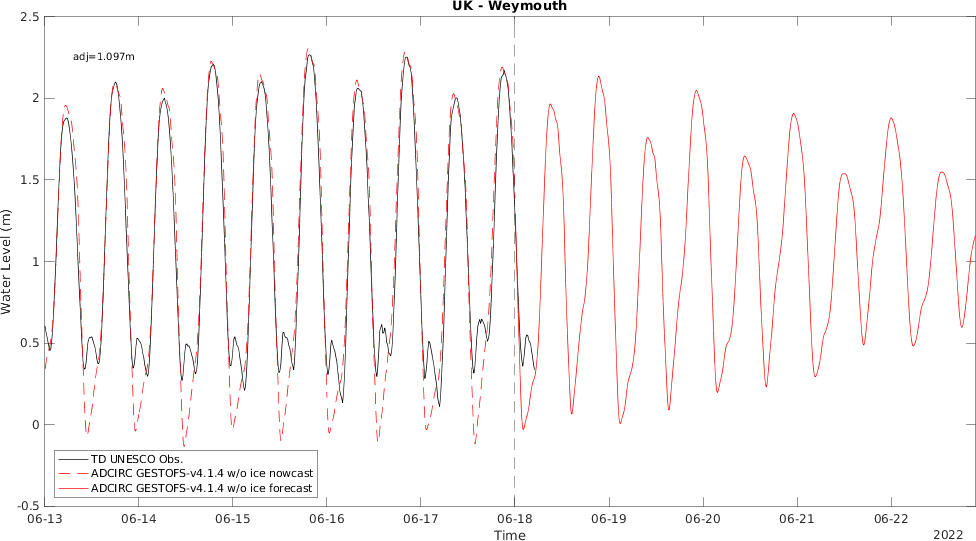 UK - Weymouth
2.5
adj=1.097m
2
1.5
1
0.5
0
-0.5
Water Level (m)
TD UNESCO Obs.
ADCIRC GESTOFS-v4.1.4 w/o ice nowcast
ADCIRC GESTOFS-v4.1.4 w/o ice forecast
06-13 06-14 06-15 06-16 06-17 06-18 06-19 06-20 06-21 06-22
Time
2022